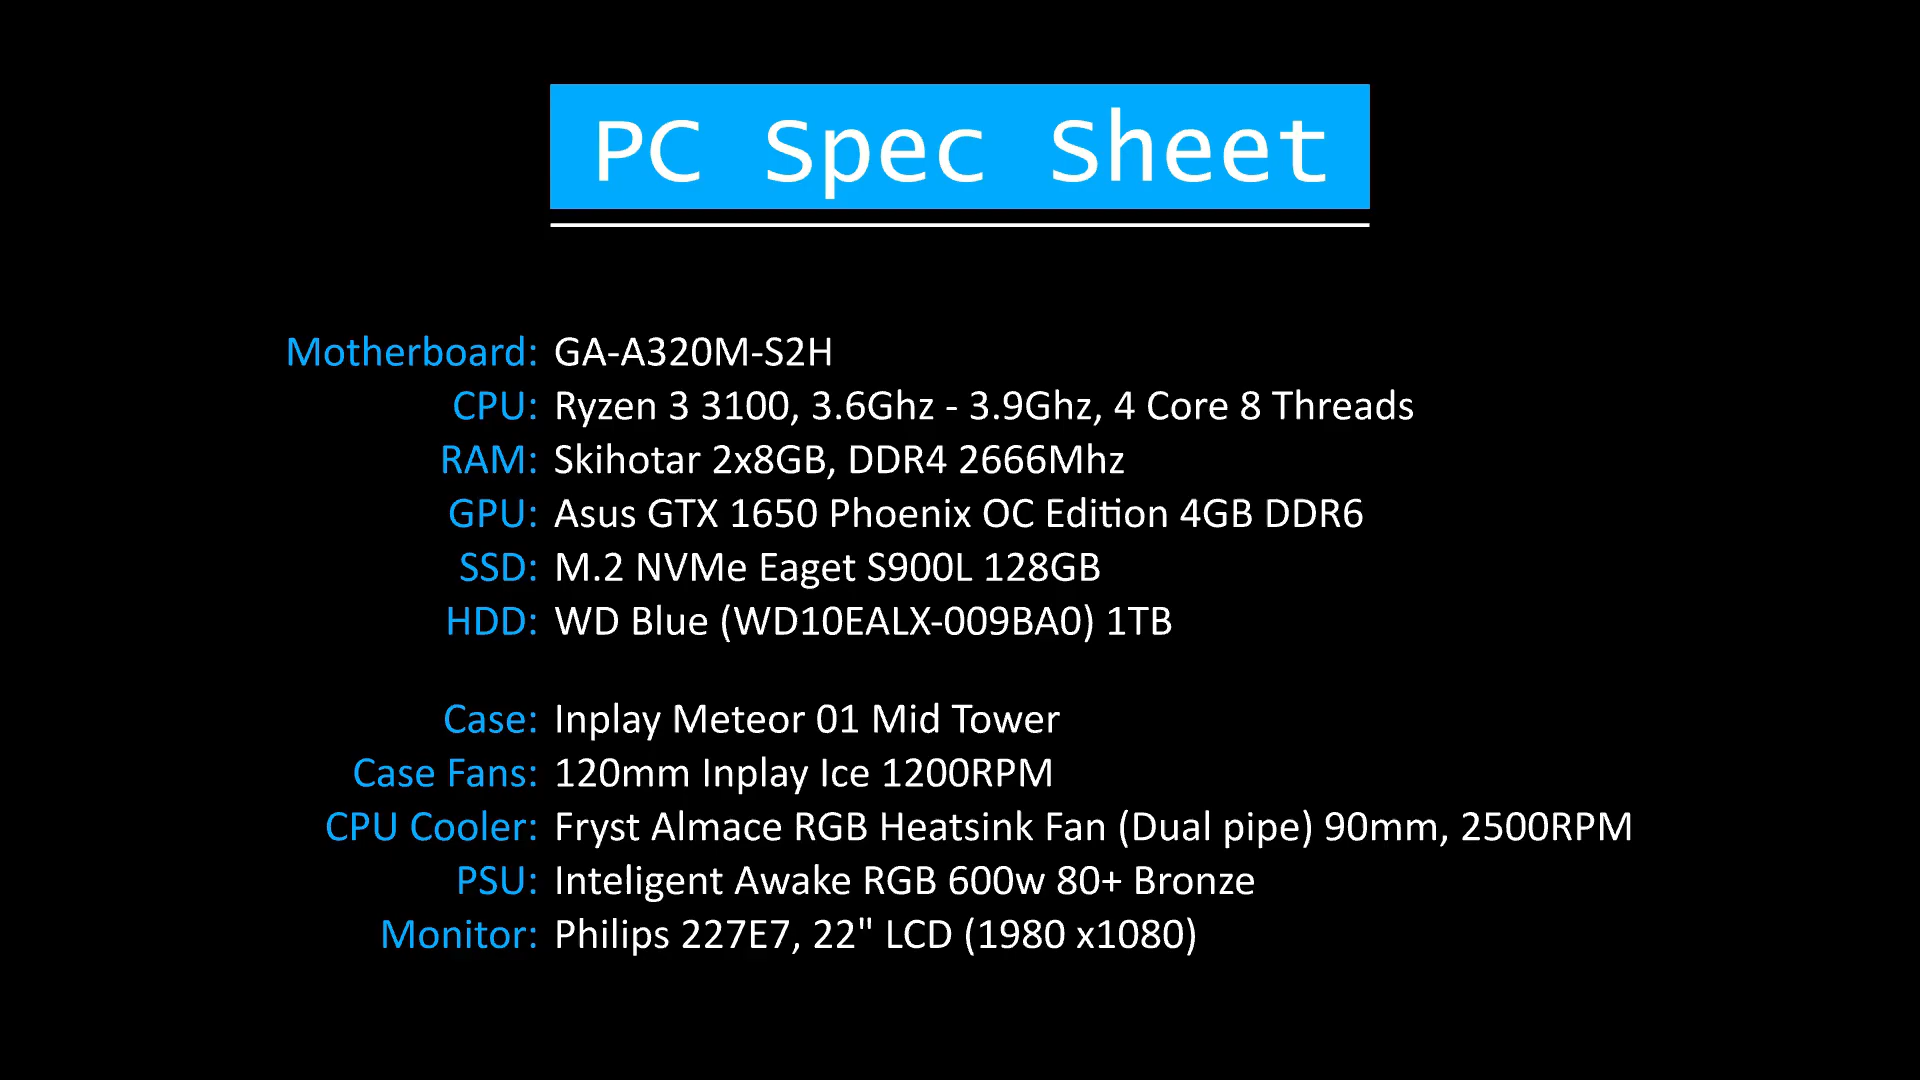 PC Spec Sheet
Motherboard: GA-A320M-S2H
CPU: Ryzen 3 3100, 3.6Ghz - 3.9Ghz, 4 Core 8 Threads
RAM: Skihotar 2x8GB, DDR4 2666Mhz
GPU: Asus GTX 1650 Phoenix OC Edition 4GB DDR6
SSD: M.2 NVMe Eaget S900L 128GB
HDD: WD Blue (WD10EALX-009BA0) 1TB
Case: Inplay Meteor 01 Mid Tower
Case Fans: 120mm Inplay Ice 1200RPM
CPU Cooler: Fryst Almace RGB Heatsink Fan (Dual pipe) 90mm, 2500RPM
PSU: Inteligent Awake RGB 600w 80+ Bronze
Monitor: Philips 227E7, 22" LCD (1980 x1080)